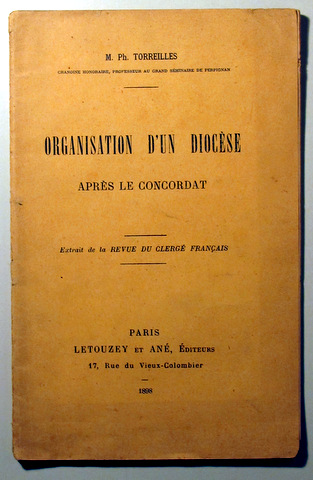 M. Ph. TORREILLES
CHANOINE HONORAIRE, PROFESSEUR AU GRAND SÉMINAIRE DE PERPIGNAN
ORGANISATION D'UN DIOCÈSE
APRÈS LE CONCORDAT
Extrait de la REVUE DU CLERGÉ FRANÇAIS
PARIS
LETOUZEY ET ANÉ, ÉDITEURS
17, Rue du Vieux-Colombier
1898